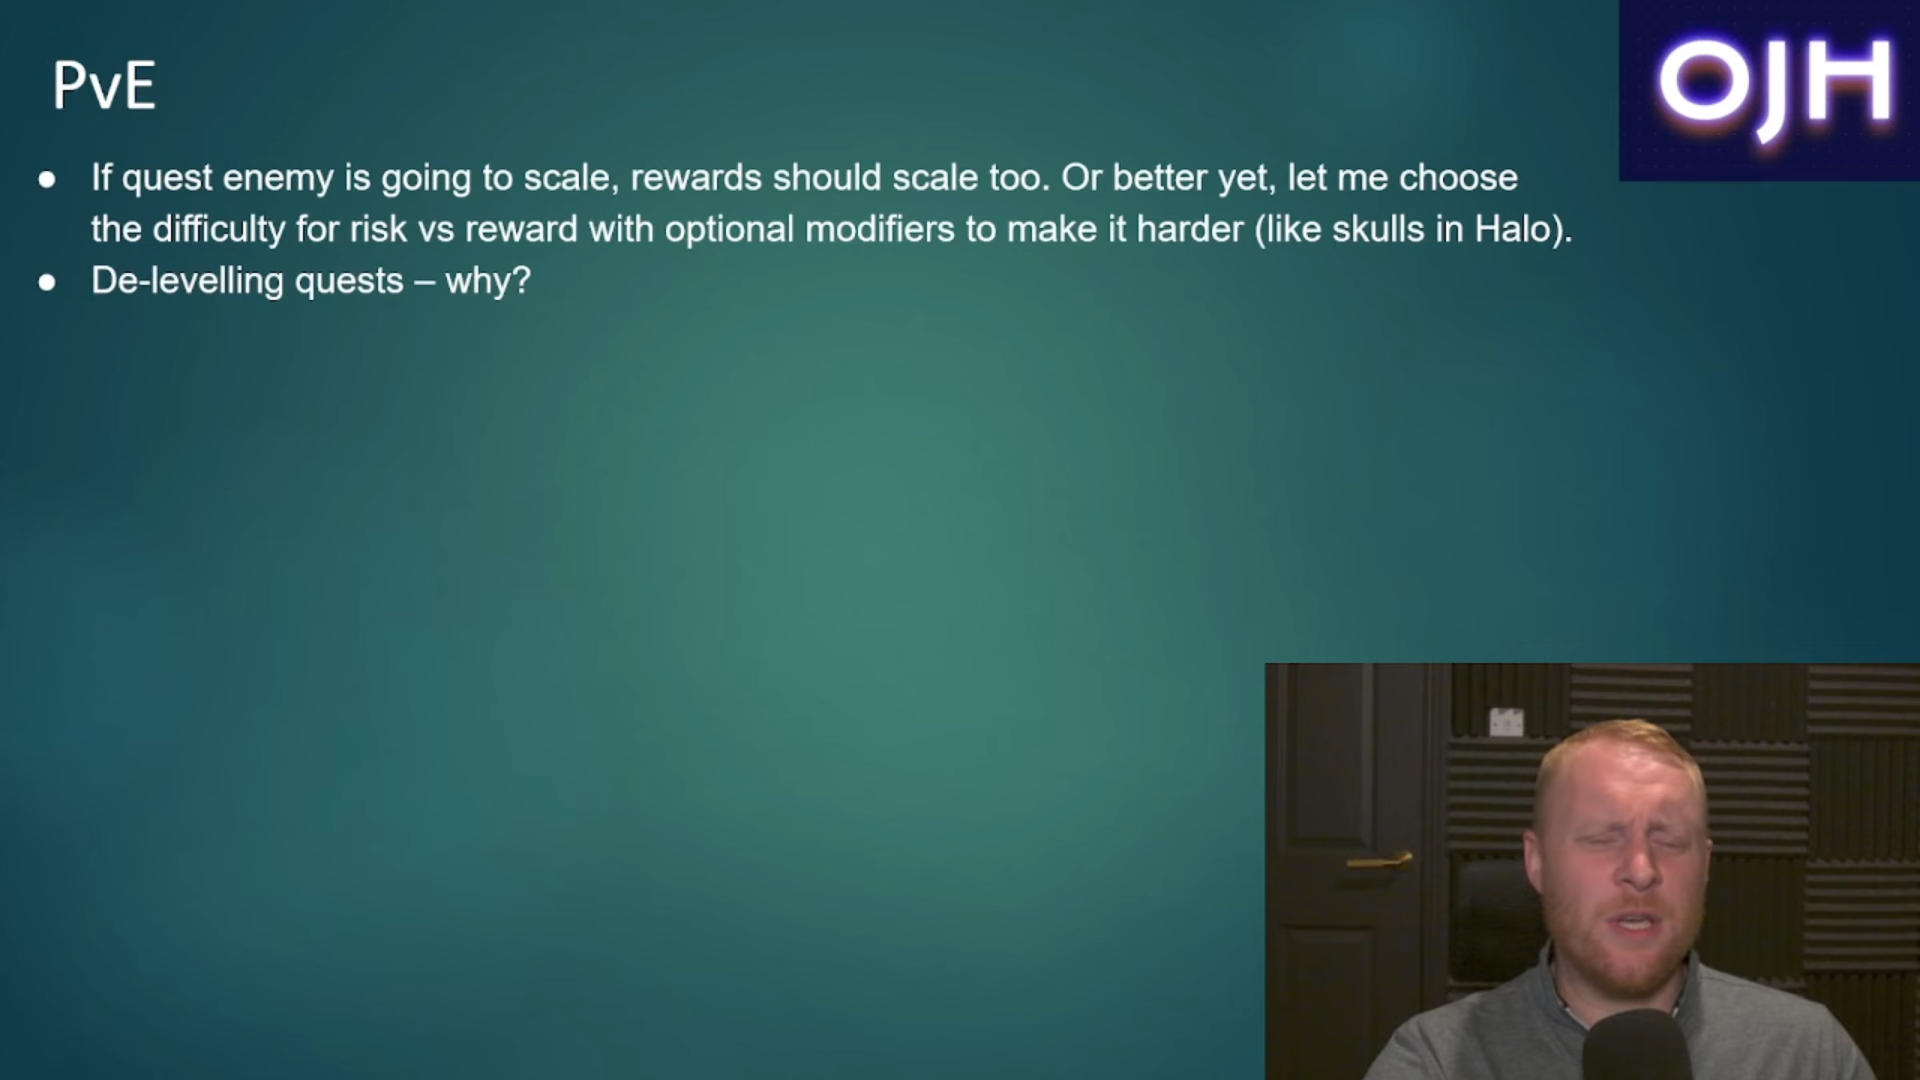 PvE
OJH
● If quest enemy is going to scale, rewards should scale too. Or better yet, let me choose
the difficulty for risk vs reward with optional modifiers to make it harder (like skulls in Halo).
● De-levelling quests – why?